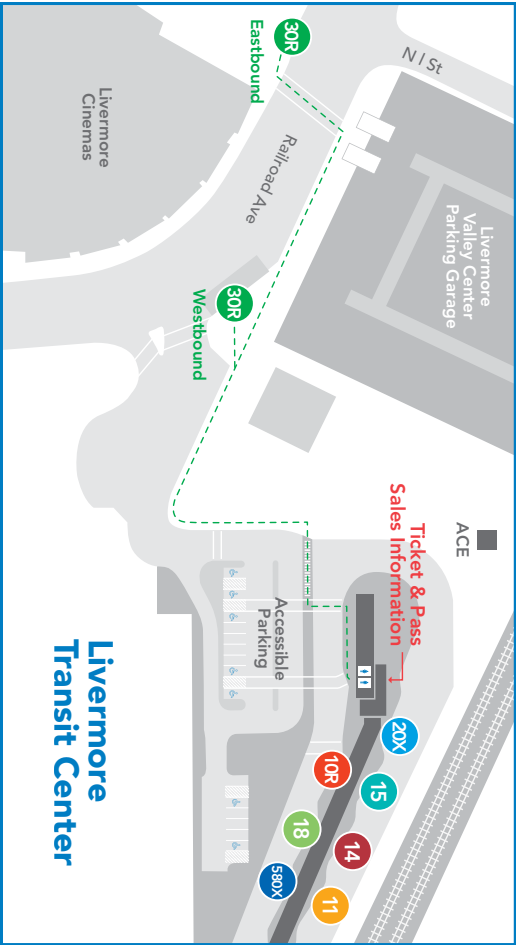 30R
Eastbound
N I St
Livermore
Cinemas
Railroad Ave
Livermore
Valley Center
Parking Garage
30R
Westbound
ACE
Ticket & Pass
Sales Information
Accessible
Parking
20X
15
14
11
10R
18
580X
Livermore
Transit Center